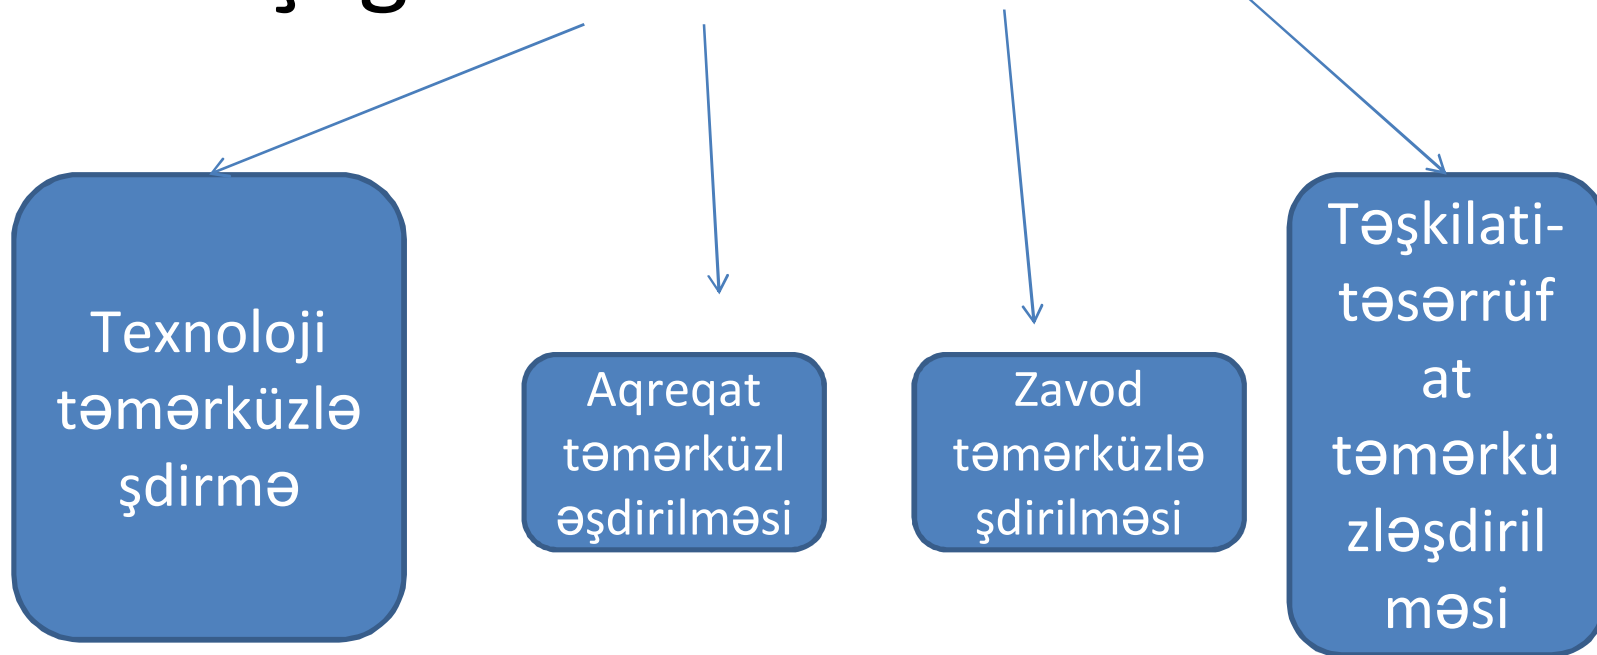 Texnoloji
təmərküzlə
şdirmə
Aqreqat
təmərküzl
əşdirilməsi
Zavod
təmərküzlə
şdirilməsi
Təşkilati-
təsərrüf
at
təmərkü
zləşdiril
məsi